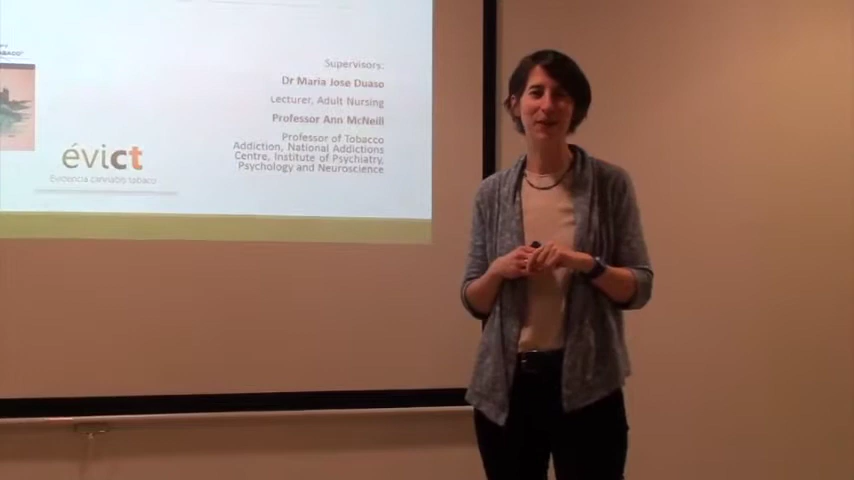 Supervisors:
Dr Maria Jose Duaso
Lecturer, Adult Nursing
Professor Ann McNeill
Professor of Tobacco
Addiction, National Addictions
Centre, Institute of Psychiatry,
Psychology and Neuroscience
évict
Evidencia cannabis tabaco